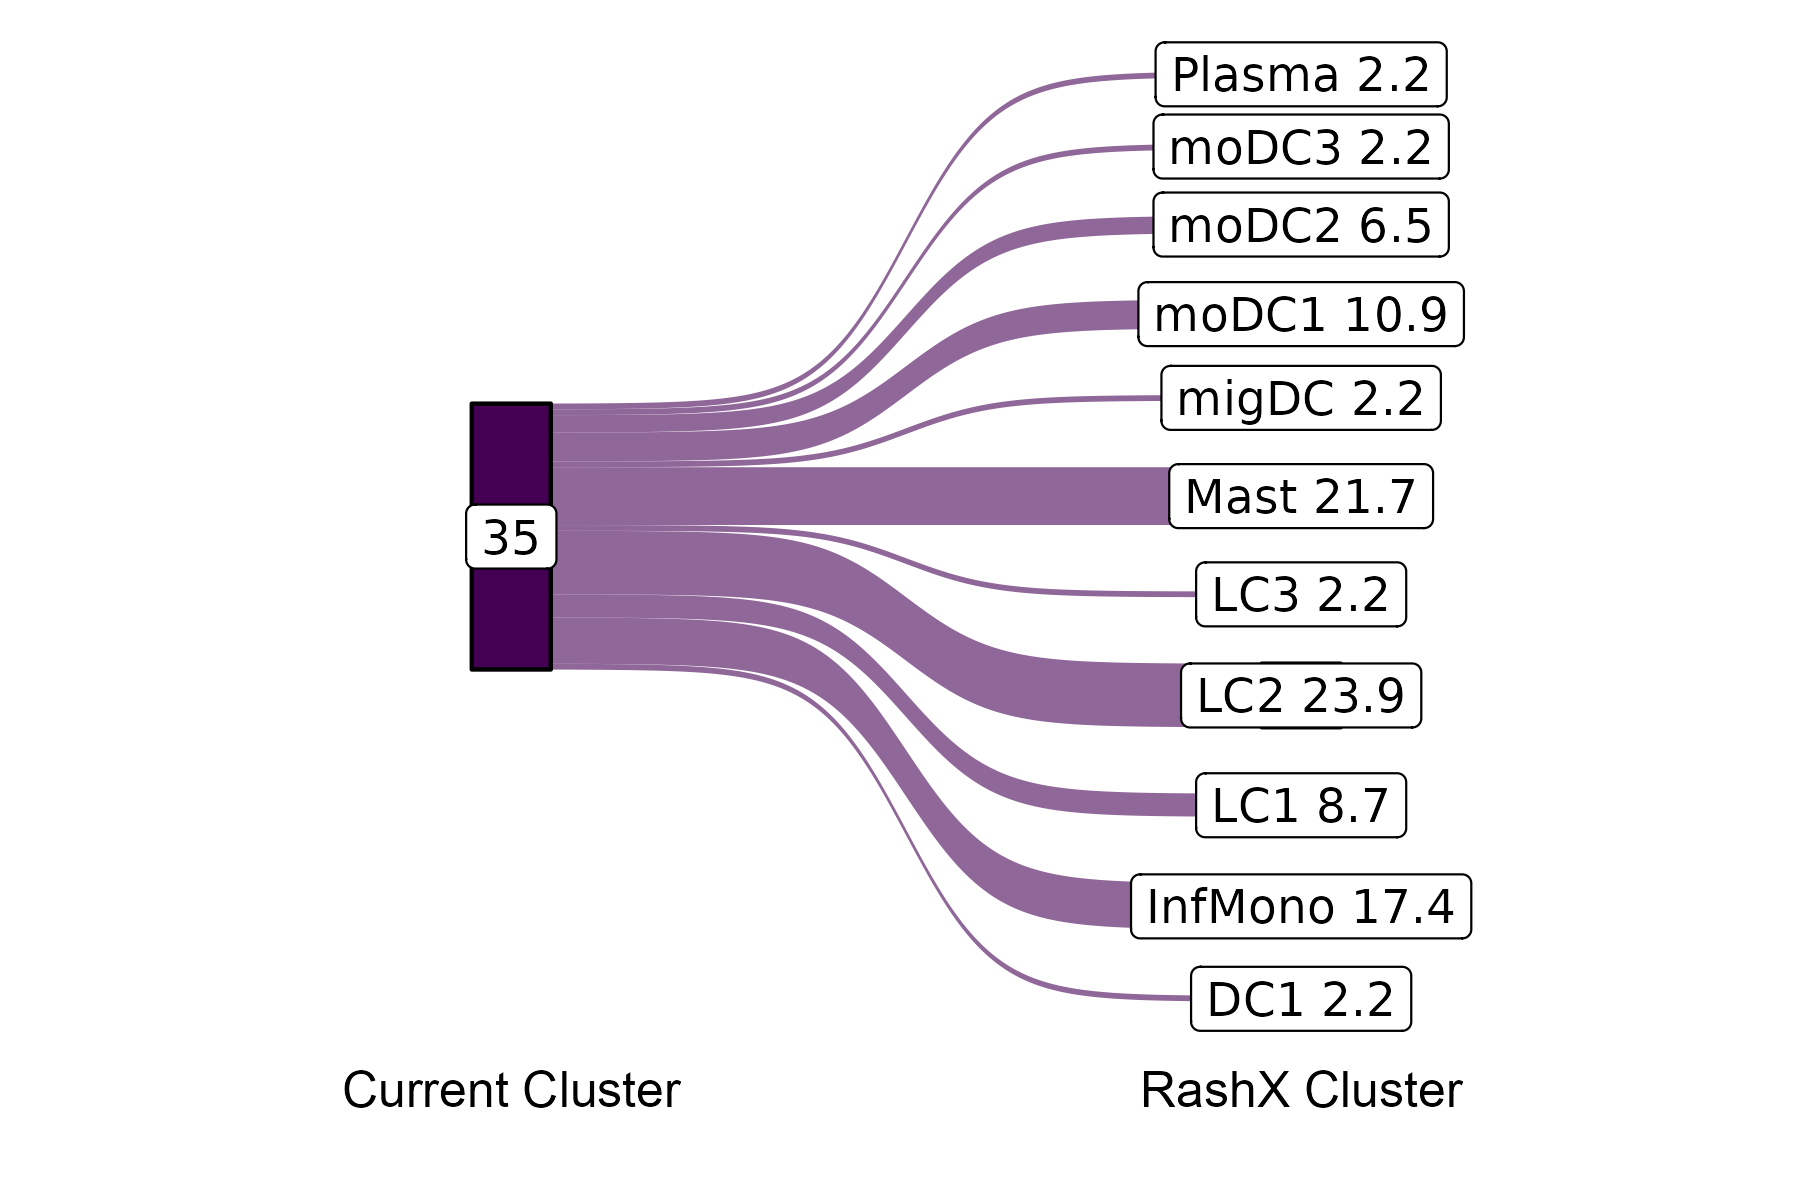 Plasma 2.2
moDC3 2.2
moDC2 6.5
moDC1 10.9
migDC 2.2
Mast 21.7
35
LC3 2.2
LC2 23.9
LC1 8.7
InfMono 17.4
DC1 2.2
Current Cluster
RashX Cluster